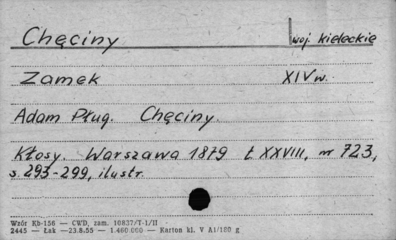 Chęciny woj. kieleckie
Zamek XIV w.
Adam Pług. Chęciny.
Kłosy. Warszawa 1879 t. XXVIII, nr 723,
s. 293-299, ilustr.
Wzór Kb-156 — CWD, zam. 10837/T-1/II
2445 — Łak — 23.8.55 — 1.460.000 — Karton kl. V A1/180 g